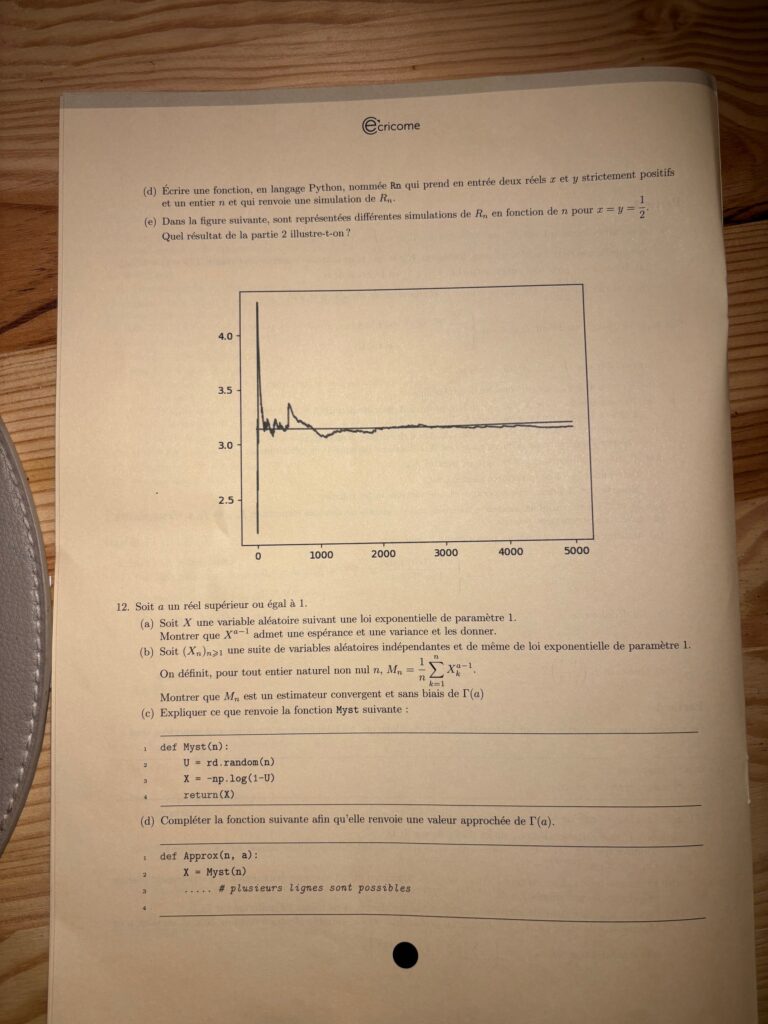 ecricome
(d) Écrire une fonction, en langage Python, nommée Rn qui prend en entrée deux réels x et y strictement positifs
et un entier n et qui renvoie une simulation de Rₙ.
(e) Dans la figure suivante, sont représentées différentes simulations de Rₙ en fonction de n pour x = y = 1/2.
Quel résultat de la partie 2 illustre-t-on ?
4.0
3.5
3.0
2.5
0 1000 2000 3000 4000 5000
12. Soit a un réel supérieur ou égal à 1.
(a) Soit X une variable aléatoire suivant une loi exponentielle de paramètre 1.
Montrer que Xᵃ⁻¹ admet une espérance et une variance et les donner.
(b) Soit (Xₙ)ₙ⩾₁ une suite de variables aléatoires indépendantes et de même de loi exponentielle de paramètre 1.
On définit, pour tout entier naturel non nul n, Mₙ = 1/n ∑_{k=1}^{n} X_k^{a-1}.
Montrer que Mₙ est un estimateur convergent et sans biais de Γ(a)
(c) Expliquer ce que renvoie la fonction Myst suivante :
1 def Myst(n):
2 U = rd.random(n)
3 X = -np.log(1-U)
4 return(X)
(d) Compléter la fonction suivante afin qu'elle renvoie une valeur approchée de Γ(a).
1 def Approx(n, a):
2 X = Myst(n)
3 ..... # plusieurs lignes sont possibles
4